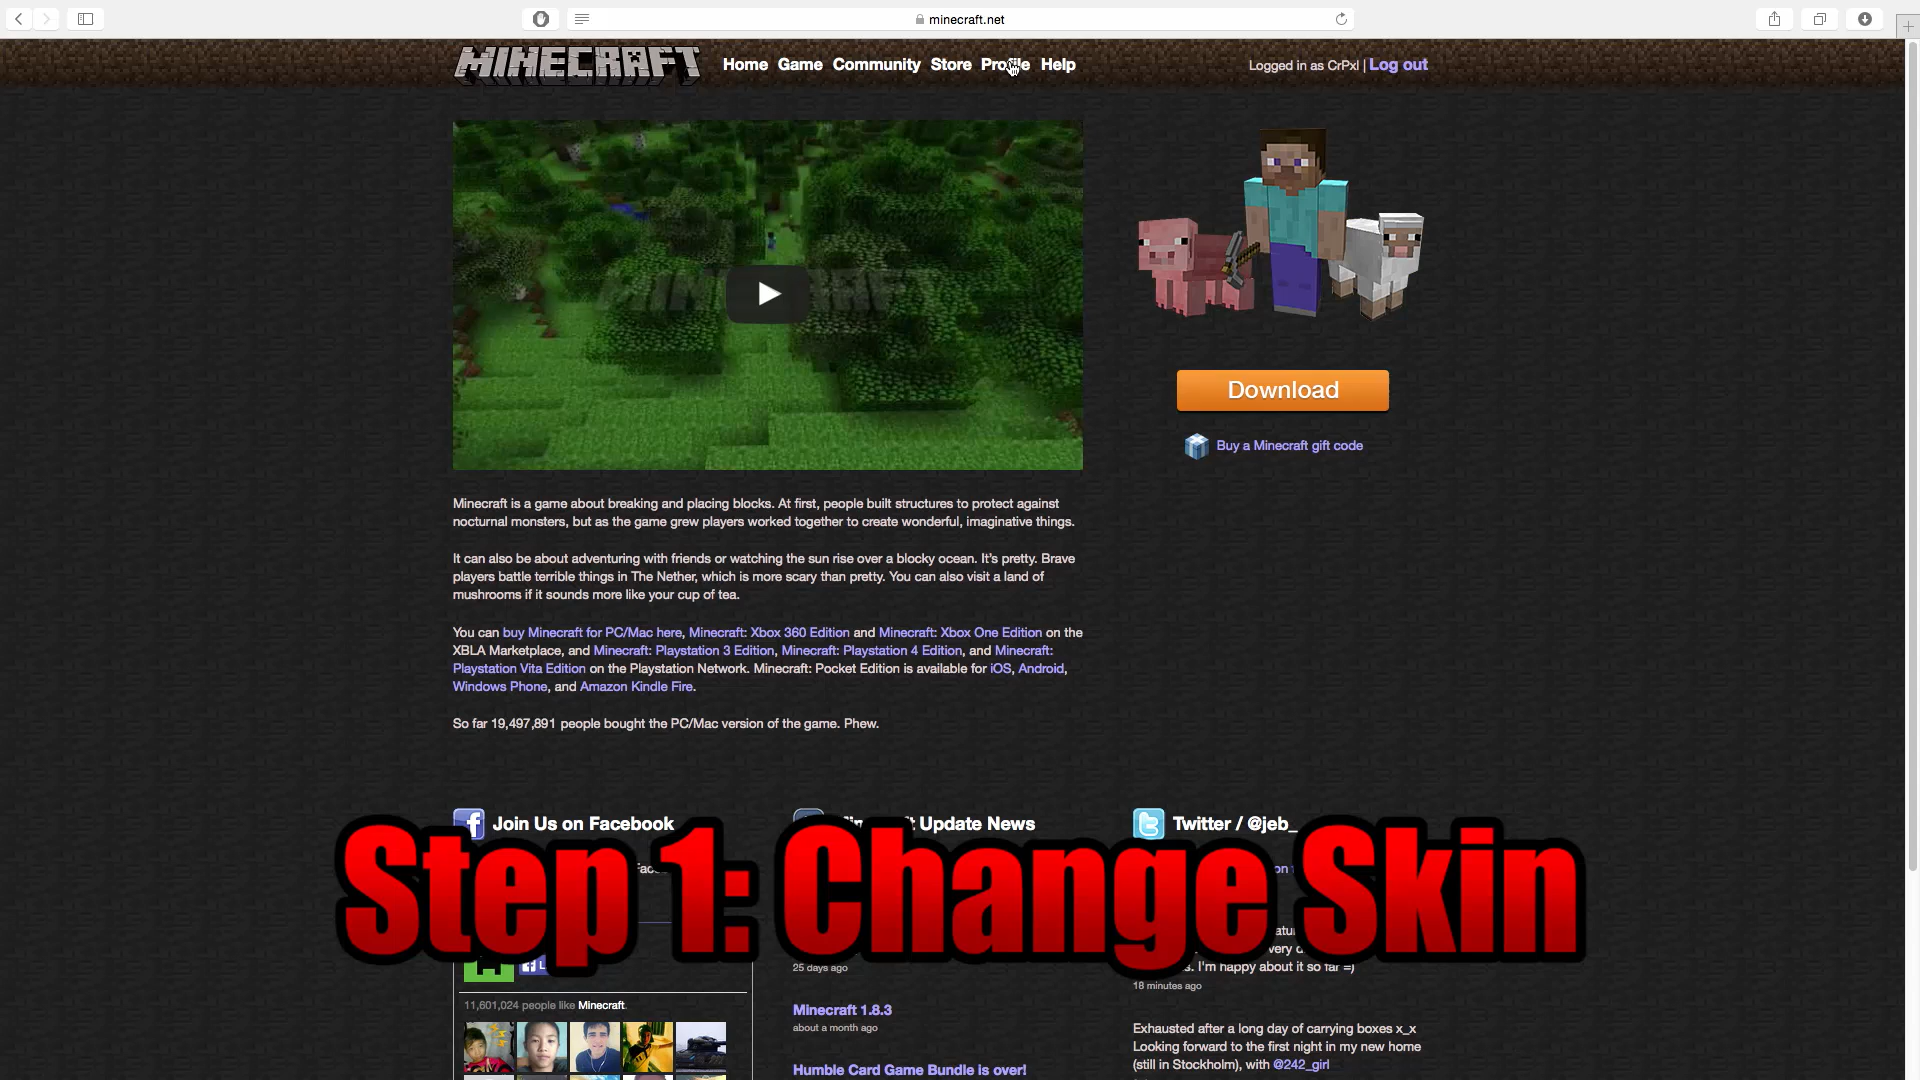 minecraft.net
MINECRAFT
Home Game Community Store Profile Help
Logged in as CrPxl | Log out
MINECRAFT
Download
Buy a Minecraft gift code
Minecraft is a game about breaking and placing blocks. At first, people built structures to protect against
nocturnal monsters, but as the game grew players worked together to create wonderful, imaginative things.
It can also be about adventuring with friends or watching the sun rise over a blocky ocean. It's pretty. Brave
players battle terrible things in The Nether, which is more scary than pretty. You can also visit a land of
mushrooms if it sounds more like your cup of tea.
You can buy Minecraft for PC/Mac here, Minecraft: Xbox 360 Edition and Minecraft: Xbox One Edition on the
XBLA Marketplace, and Minecraft: Playstation 3 Edition, Minecraft: Playstation 4 Edition, and Minecraft:
Playstation Vita Edition on the Playstation Network. Minecraft: Pocket Edition is available for iOS, Android,
Windows Phone, and Amazon Kindle Fire.
So far 19,497,891 people bought the PC/Mac version of the game. Phew.
Join Us on Facebook
Update News
Twitter / @jeb_
Step 1: Change Skin
25 days ago
I'm happy about it so far =)
18 minutes ago
11,601,024 people like Minecraft.
Minecraft 1.8.3
about a month ago
Humble Card Game Bundle is over!
Exhausted after a long day of carrying boxes x_x
Looking forward to the first night in my new home
(still in Stockholm), with @242_girl